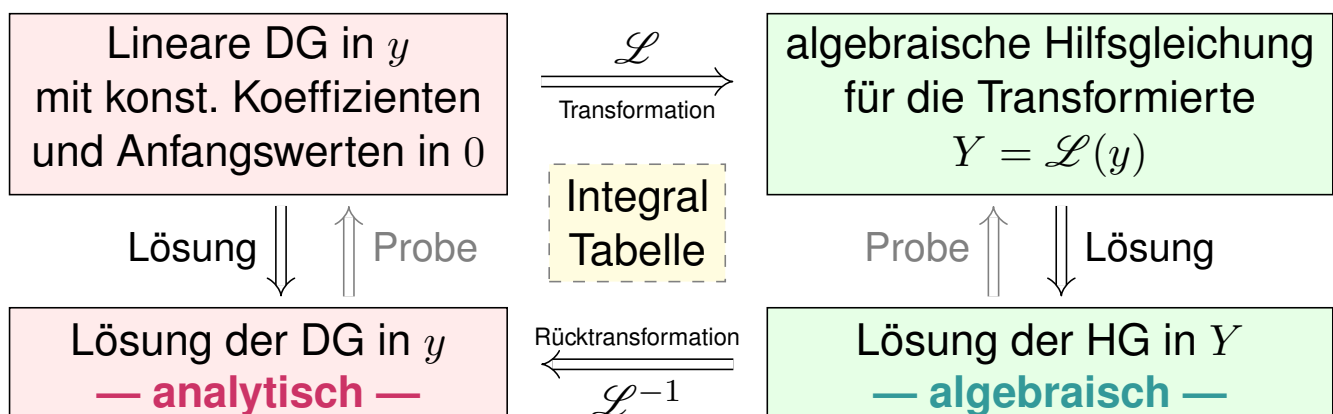 Lineare DG in y
mit konst. Koeffizienten
und Anfangswerten in 0
ℒ
Transformation
algebraische Hilfsgleichung
für die Transformierte
Y = ℒ(y)
Integral
Tabelle
Lösung
Probe
Probe
Lösung
Lösung der DG in y
— analytisch —
Rücktransformation
ℒ⁻¹
Lösung der HG in Y
— algebraisch —